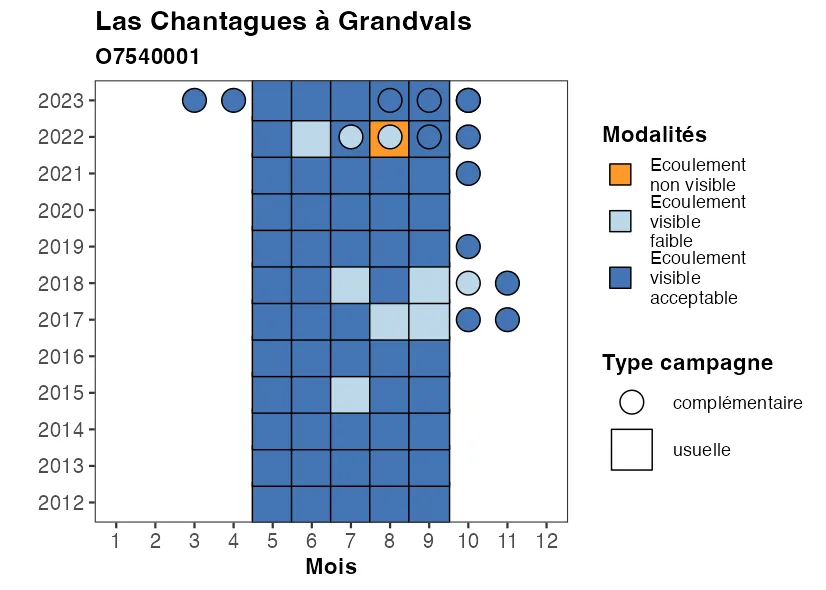 Las Chantagues à Grandvals
O7540001
2023
2022
2021
2020
2019
2018
2017
2016
2015
2014
2013
2012
1 2 3 4 5 6 7 8 9 10 11 12
Mois
Modalités
Ecoulement
non visible
Ecoulement
visible
faible
Ecoulement
visible
acceptable
Type campagne
complémentaire
usuelle